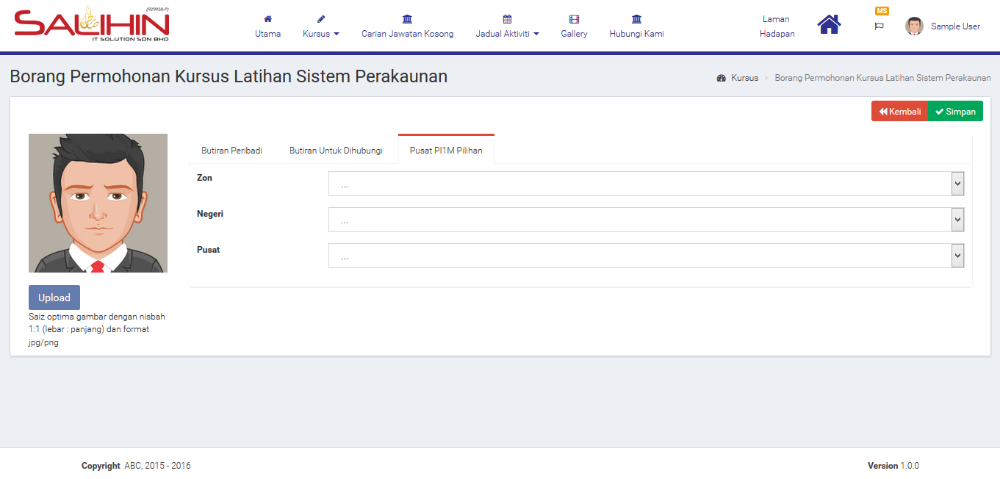 (929958-P)
SALIHIN
IT SOLUTION SDN BHD
Utama
Kursus
Carian Jawatan Kosong
Jadual Aktiviti
Gallery
Hubungi Kami
Laman
Hadapan
MS
Sample User
Borang Permohonan Kursus Latihan Sistem Perakaunan
Kursus > Borang Permohonan Kursus Latihan Sistem Perakaunan
Kembali
Simpan
Butiran Peribadi
Butiran Untuk Dihubungi
Pusat PI1M Pilihan
Zon
...
Negeri
...
Pusat
...
Upload
Saiz optima gambar dengan nisbah
1:1 (lebar : panjang) dan format
jpg/png
Copyright ABC, 2015 - 2016
Version 1.0.0